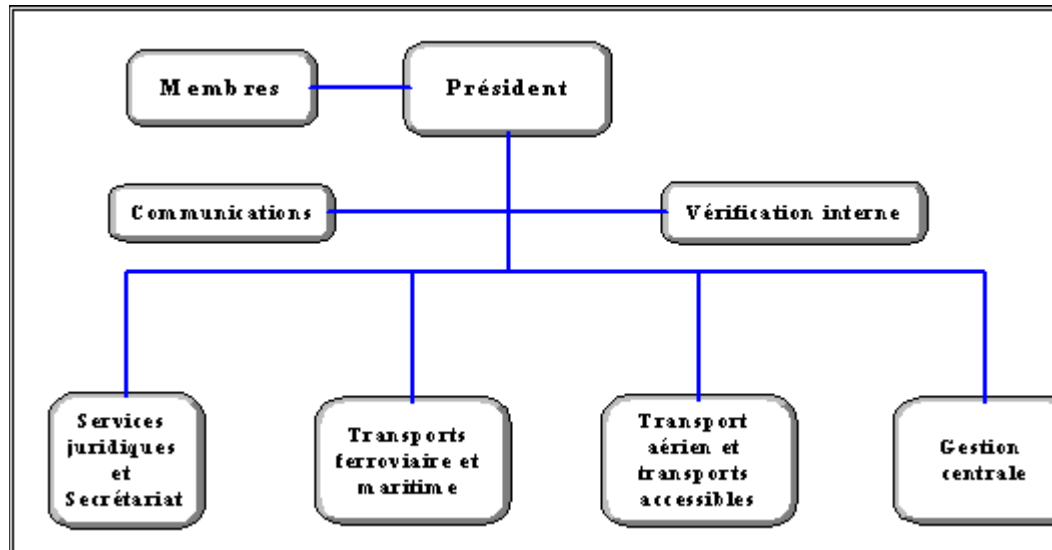 Membres
Président
Communications
Vérification interne
Services
juridiques
et
Secrétariat
Transports
ferroviaire et
maritime
Transport
aérien et
transports
accessibles
Gestion
centrale